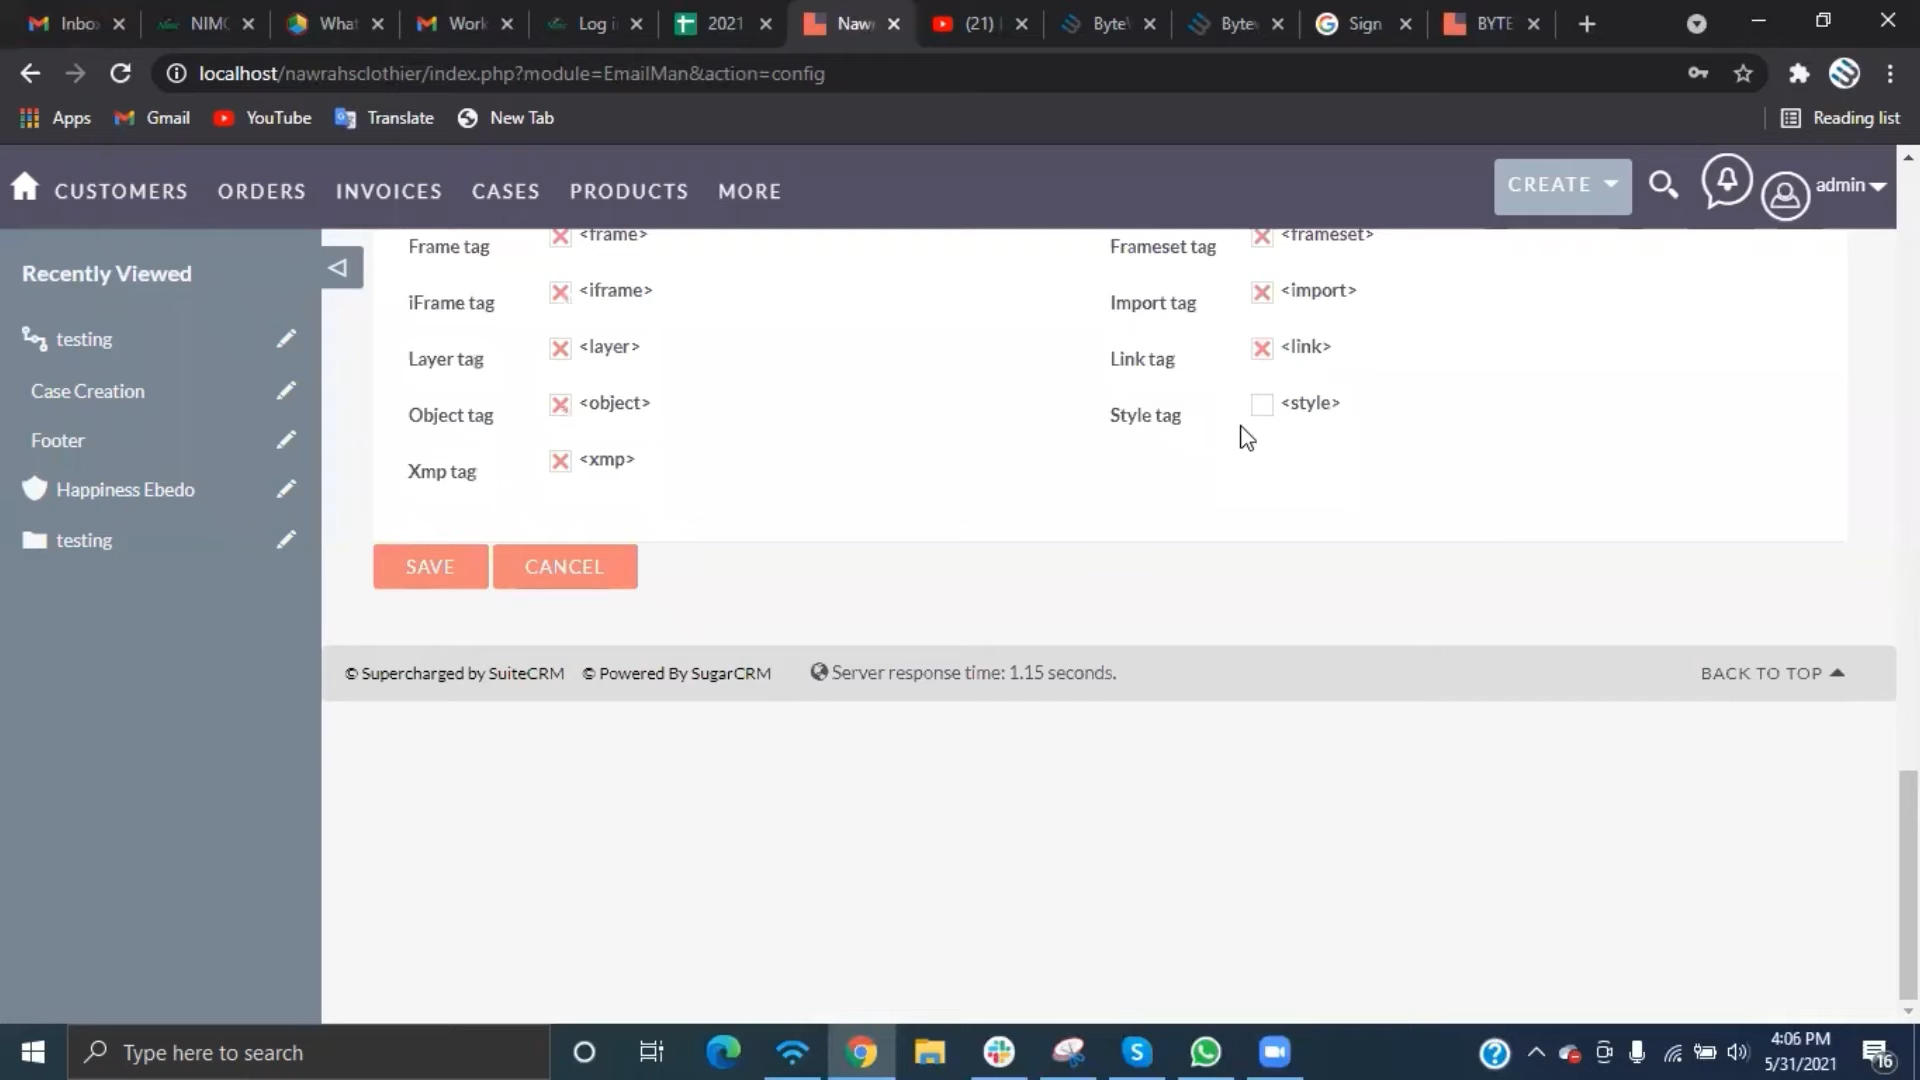 Inbo
NIMC
What
Work
Log i
2021
Naw
(21)
Byte
Byte
Sign
BYTE
localhost/nawrahsclothier/index.php?module=EmailMan&action=config
Apps
Gmail
YouTube
Translate
New Tab
Reading list
CUSTOMERS
ORDERS
INVOICES
CASES
PRODUCTS
MORE
CREATE
admin
Recently Viewed
testing
Case Creation
Footer
Happiness Ebedo
testing
Frame tag
<frame>
Frameset tag
<frameset>
iFrame tag
<iframe>
Import tag
<import>
Layer tag
<layer>
Link tag
<link>
Object tag
<object>
Style tag
<style>
Xmp tag
<xmp>
SAVE
CANCEL
© Supercharged by SuiteCRM
© Powered By SugarCRM
Server response time: 1.15 seconds.
BACK TO TOP
Type here to search
4:06 PM
5/31/2021
16